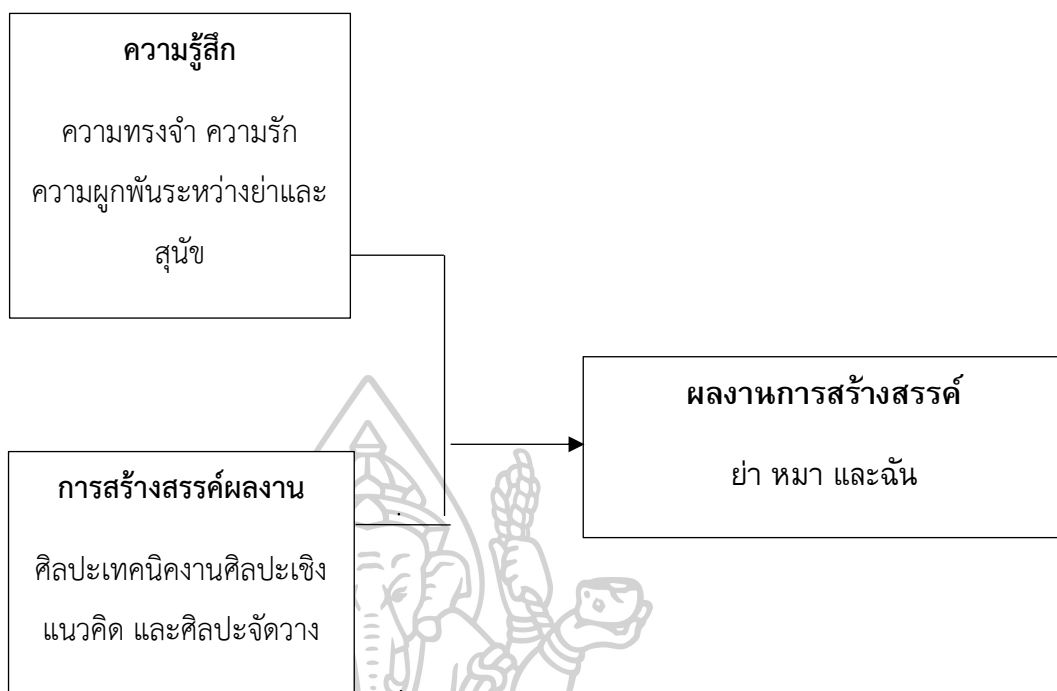 ความรู้สึก
ความทรงจำ ความรัก
ความผูกพันระหว่างย่าและ
สุนัข
การสร้างสรรค์ผลงาน
ศิลปะเทคนิคงานศิลปะเชิง
แนวคิด และศิลปะจัดวาง
ผลงานการสร้างสรรค์
ย่า หมา และฉัน